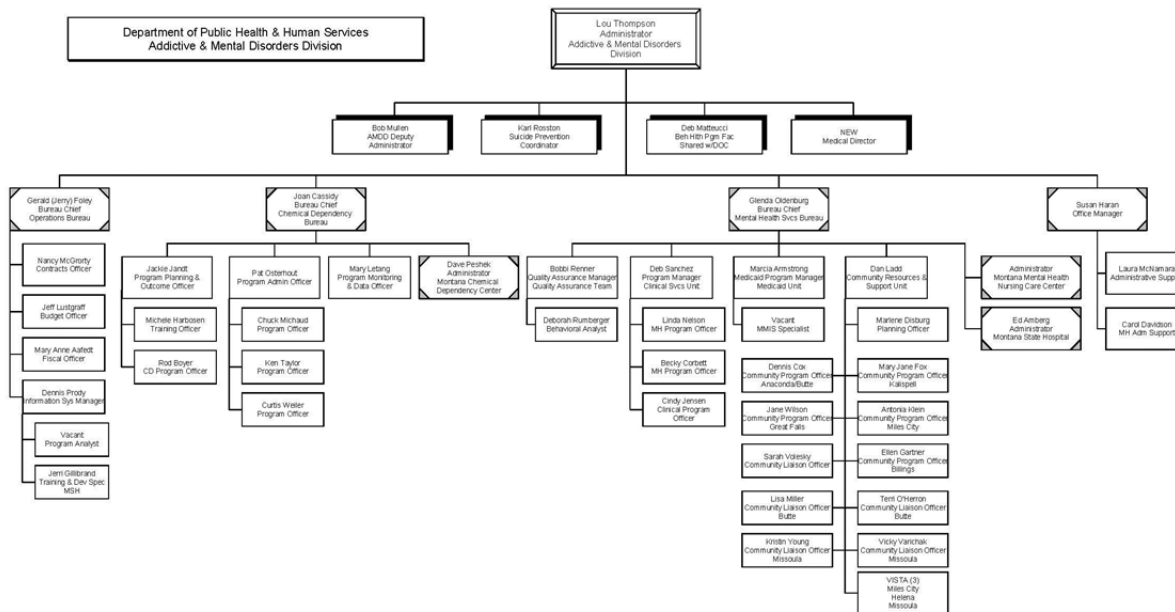 Department of Public Health & Human Services
Addictive & Mental Disorders Division
Lou Thompson
Administrator
Addictive & Mental Disorders
Division
Bob Mullen
AMDD Deputy
Administrator
Karl Rosston
Suicide Prevention
Coordinator
Deb Matteucci
Beh Hlth Pgm Fac
Shared w/DOC
NEW
Medical Director
Gerald (Jerry) Foley
Bureau Chief
Operations Bureau
Joan Cassidy
Bureau Chief
Chemical Dependency
Bureau
Glenda Oldenburg
Bureau Chief
Mental Health Svcs Bureau
Susan Haran
Office Manager
Nancy McGrorty
Contracts Officer
Jeff Lustgraff
Budget Officer
Mary Anne Aafedt
Fiscal Officer
Dennis Prody
Information Sys Manager
Vacant
Program Analyst
Jerri Gillibrand
Training & Dev Spec
MSH
Jackie Jandt
Program Planning &
Outcome Officer
Michele Harbosen
Training Officer
Rod Boyer
CD Program Officer
Pat Osterhout
Program Admin Officer
Chuck Michaud
Program Officer
Ken Taylor
Program Officer
Curtis Weiler
Program Officer
Mary Letang
Program Monitoring
& Data Officer
Dave Peshek
Administrator
Montana Chemical
Dependency Center
Bobbi Renner
Quality Assurance Manager
Quality Assurance Team
Deborah Rumberger
Behavioral Analyst
Deb Sanchez
Program Manager
Clinical Svcs Unit
Linda Nelson
MH Program Officer
Becky Corbett
MH Program Officer
Cindy Jensen
Clinical Program
Officer
Marcia Armstrong
Medicaid Program Manager
Medicaid Unit
Vacant
MMIS Specialist
Dan Ladd
Community Resources &
Support Unit
Marlene Disburg
Planning Officer
Dennis Cox
Community Program Officer
Anaconda/Butte
Mary Jane Fox
Community Program Officer
Kalispell
Jane Wilson
Community Program Officer
Great Falls
Antonia Klein
Community Program Officer
Miles City
Sarah Volesky
Community Liaison Officer
Ellen Gartner
Community Program Officer
Billings
Lisa Miller
Community Liaison Officer
Butte
Terri O'Herron
Community Liaison Officer
Butte
Kristin Young
Community Liaison Officer
Missoula
Vicky Varichak
Community Liaison Officer
Missoula
VISTA (3)
Miles City
Helena
Missoula
Administrator
Montana Mental Health
Nursing Care Center
Ed Amberg
Administrator
Montana State Hospital
Laura McNamara
Administrative Supp
Carol Davidson
MH Adm Support